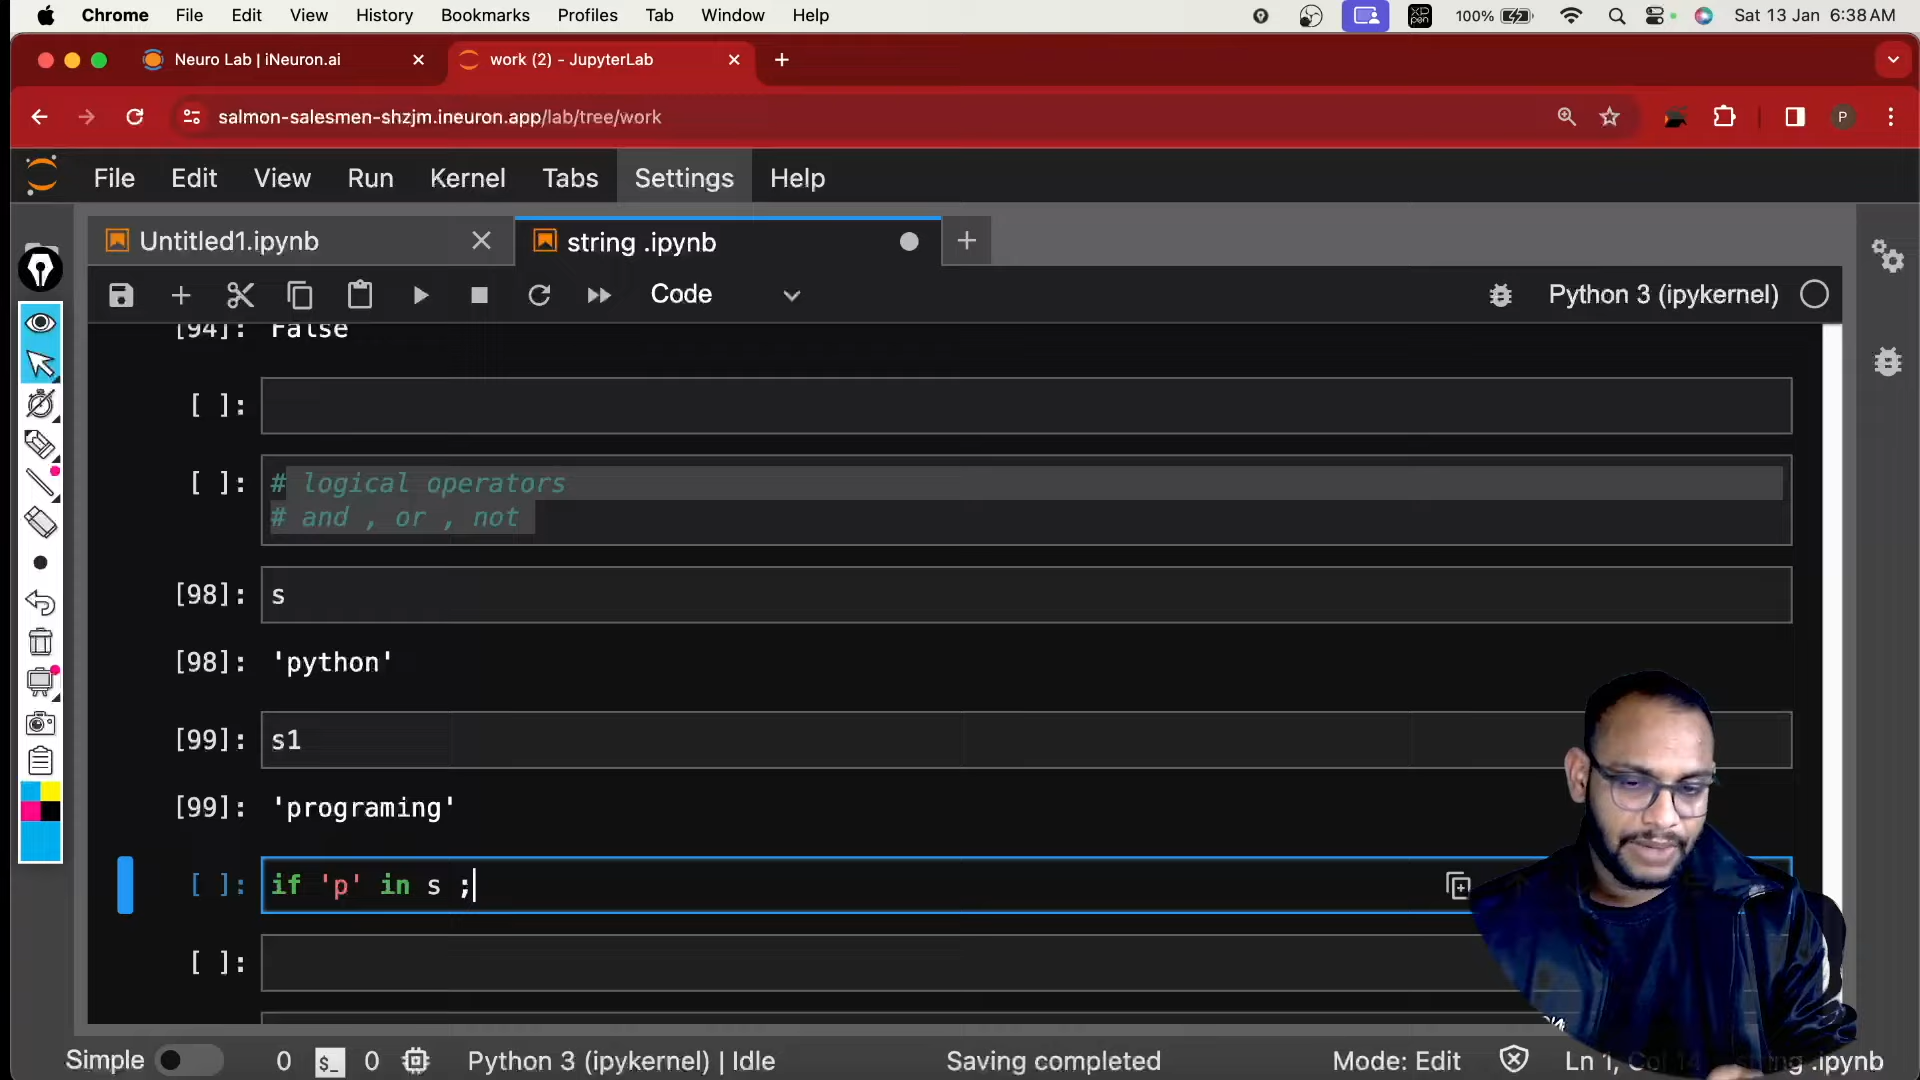 Chrome File Edit View History Bookmarks Profiles Tab Window Help 100% Sat 13 Jan 6:38 AM
Neuro Lab | iNeuron.ai work (2) - JupyterLab
salmon-salesmen-shzjm.ineuron.app/lab/tree/work P
File Edit View Run Kernel Tabs Settings Help
Untitled1.ipynb string .ipynb
Code Python 3 (ipykernel)
[94]: False
[ ]:
[ ]: # logical operators
# and , or , not
[98]: s
[98]: 'python'
[99]: s1
[99]: 'programing'
[ ]: if 'p' in s ;
[ ]:
Simple 0 $_ 0 Python 3 (ipykernel) | Idle Saving completed Mode: Edit Ln 1, Col 14 string .ipynb